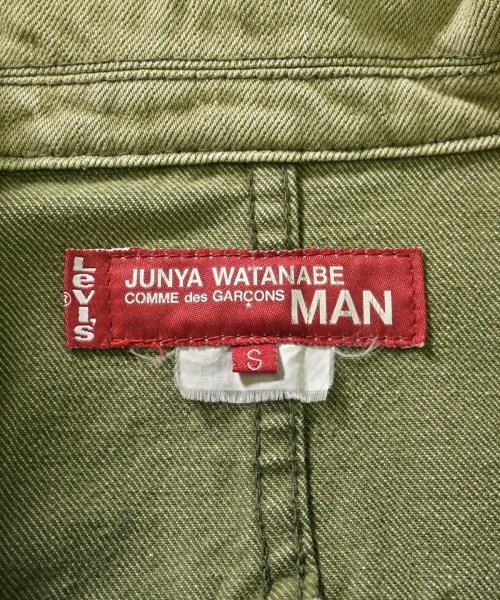 Levi's
®
JUNYA WATANABE
COMME des GARÇONS MAN
S